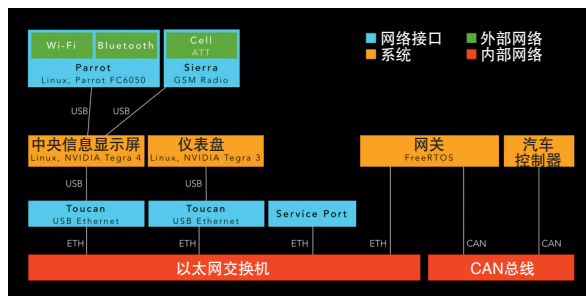 Wi-Fi
Bluetooth
Cell
ATT
Parrot
Linux, Parrot FC6050
Sierra
GSM Radio
网络接口
外部网络
系统
内部网络
USB
USB
中央信息显示屏
Linux, NVIDIA Tegra 4
仪表盘
Linux, NVIDIA Tegra 3
网关
FreeRTOS
汽车
控制器
USB
USB
Toucan
USB Ethernet
Toucan
USB Ethernet
Service Port
ETH
ETH
ETH
ETH
CAN
CAN
以太网交换机
CAN总线